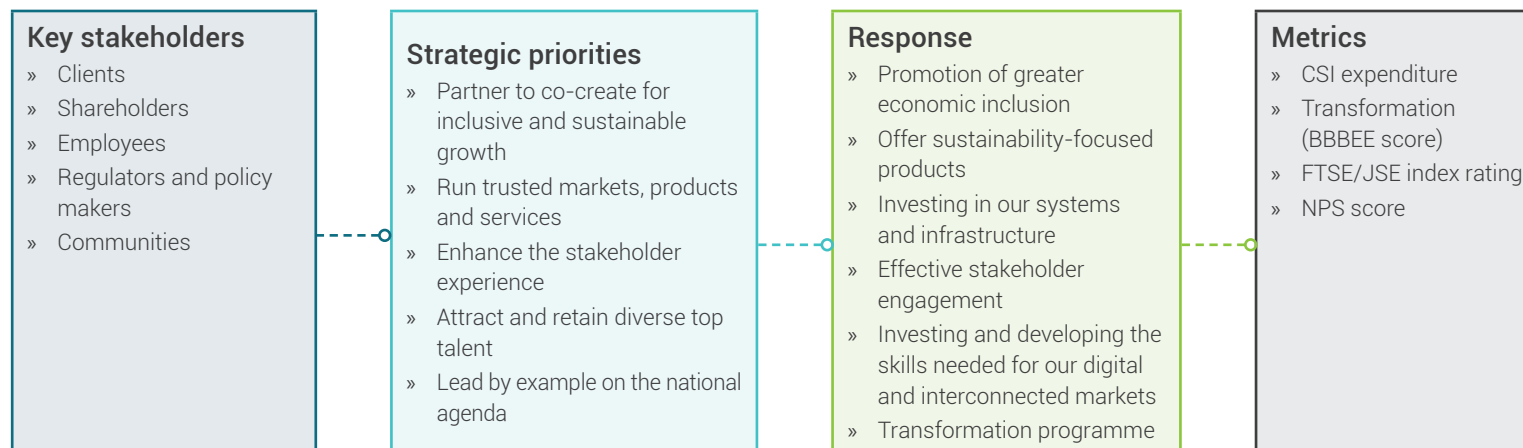 Key stakeholders
» Clients
» Shareholders
» Employees
» Regulators and policy
makers
» Communities
Strategic priorities
» Partner to co-create for
inclusive and sustainable
growth
» Run trusted markets, products
and services
» Enhance the stakeholder
experience
» Attract and retain diverse top
talent
» Lead by example on the national
agenda
Response
» Promotion of greater
economic inclusion
» Offer sustainability-focused
products
» Investing in our systems
and infrastructure
» Effective stakeholder
engagement
» Investing and developing the
skills needed for our digital
and interconnected markets
» Transformation programme
Metrics
» CSI expenditure
» Transformation
(BBBEE score)
» FTSE/JSE index rating
» NPS score